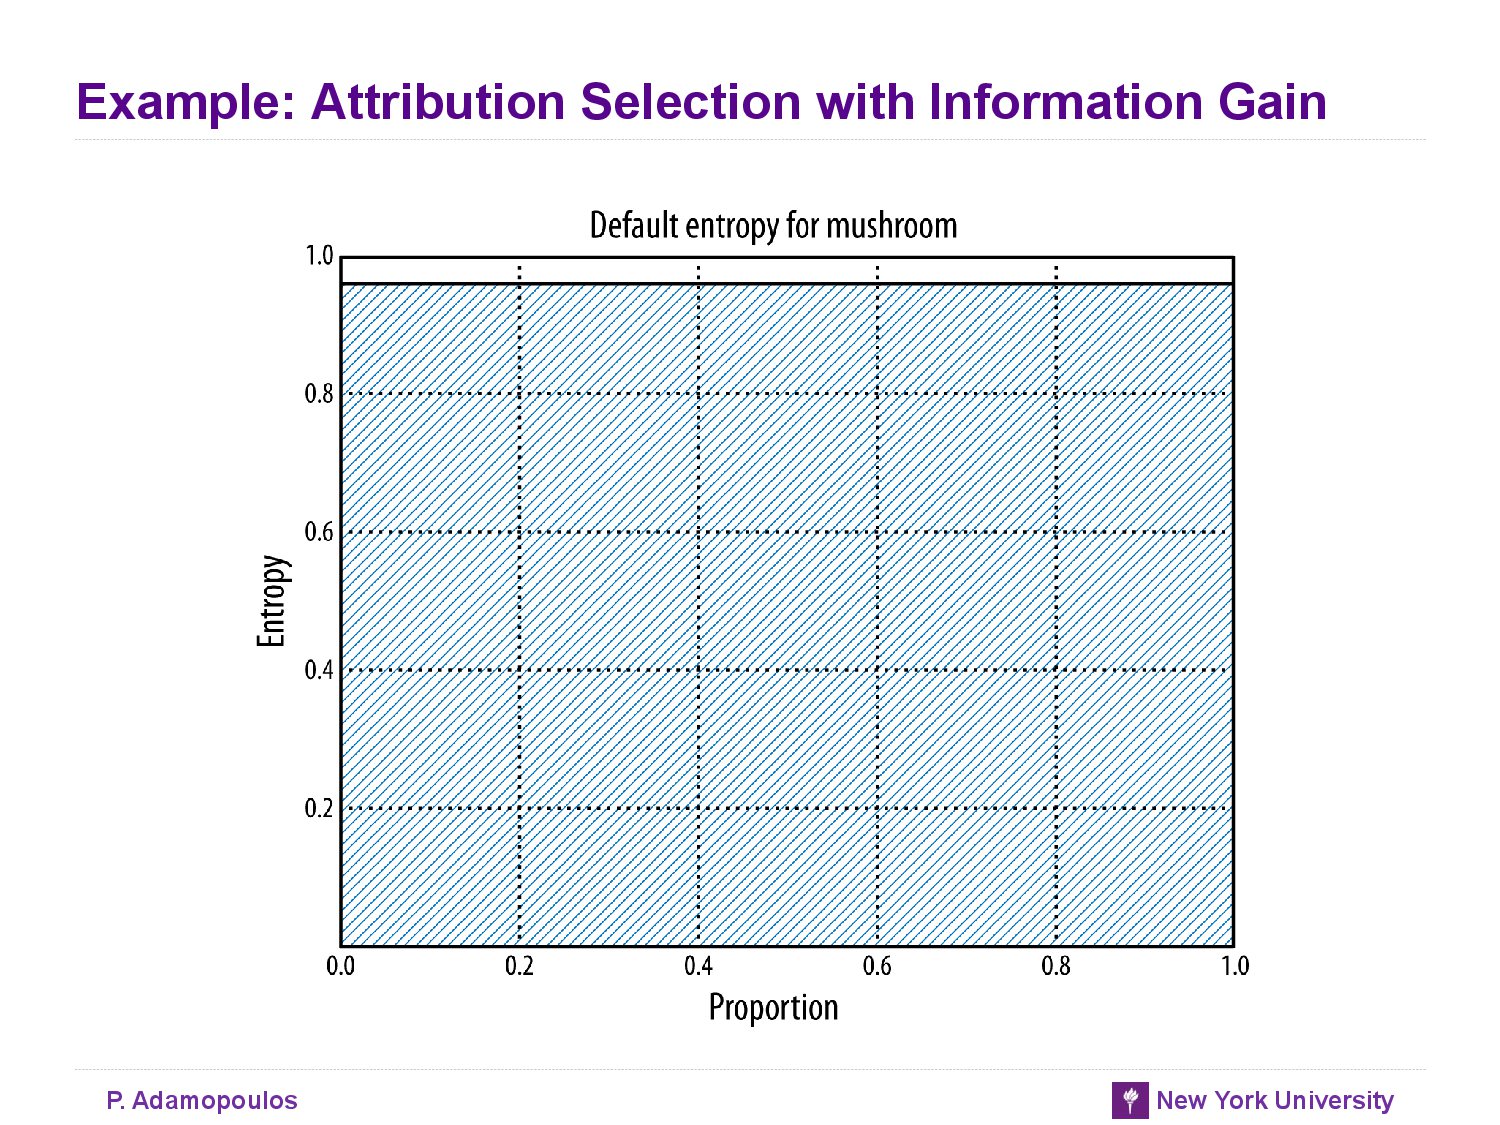 Example: Attribution Selection with Information Gain
Default entropy for mushroom
1.0
0.8
0.6
0.4
0.2
Entropy
0.0 0.2 0.4 0.6 0.8 1.0
Proportion
P. Adamopoulos
New York University